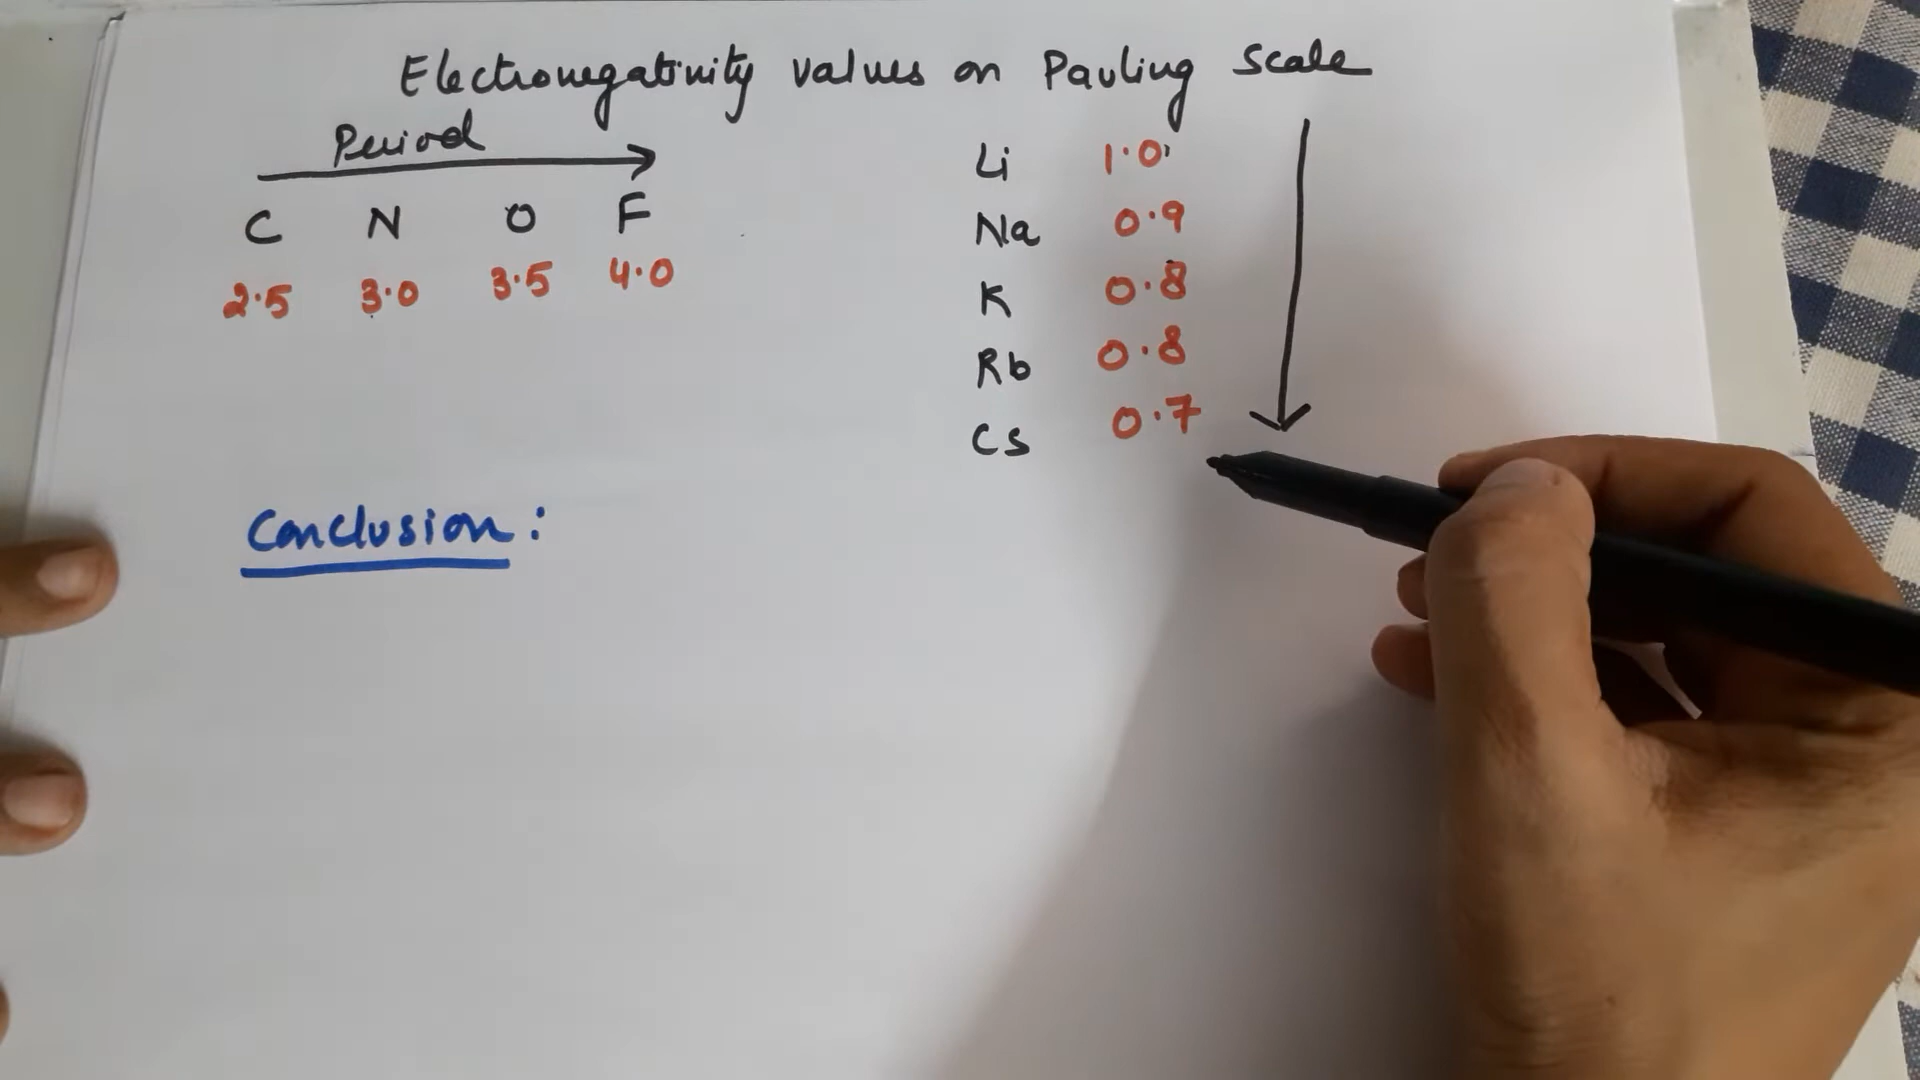 Electronegativity values on Pauling Scale
Period
C N O F
2.5 3.0 3.5 4.0
Li 1.0
Na 0.9
K 0.8
Rb 0.8
Cs 0.7
Conclusion: